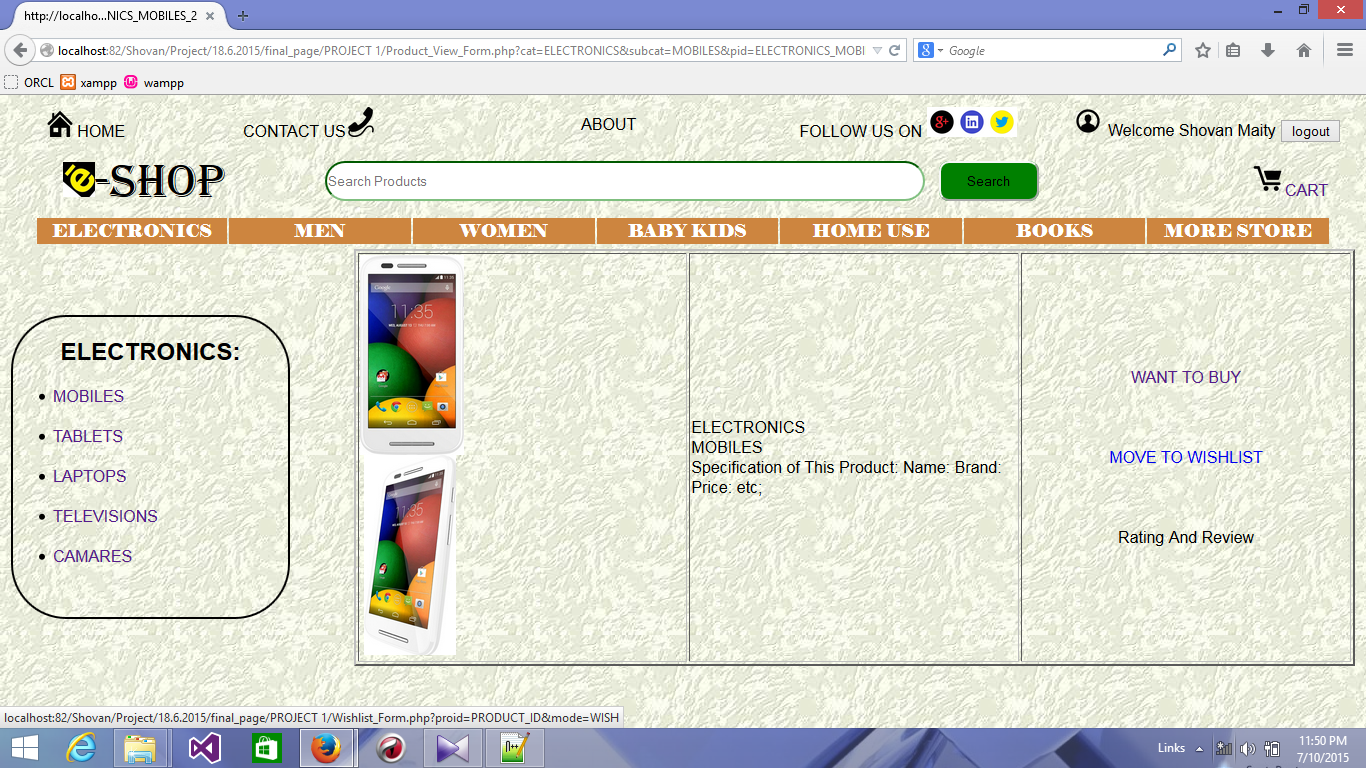 http://localho...NICS_MOBILES_2
localhost:82/Shovan/Project/18.6.2015/final_page/PROJECT 1/Product_View_Form.php?cat=ELECTRONICS&subcat=MOBILES&pid=ELECTRONICS_MOBI
Google
ORCL xampp wampp
HOME CONTACT US ABOUT FOLLOW US ON Welcome Shovan Maity logout
e-SHOP Search Products Search CART
ELECTRONICS MEN WOMEN BABY KIDS HOME USE BOOKS MORE STORE
ELECTRONICS:
MOBILES
TABLETS
LAPTOPS
TELEVISIONS
CAMARES
11:35
ELECTRONICS
MOBILES
Specification of This Product: Name: Brand:
Price: etc;
WANT TO BUY
MOVE TO WISHLIST
Rating And Review
localhost:82/Shovan/Project/18.6.2015/final_page/PROJECT 1/Wishlist_Form.php?proid=PRODUCT_ID&mode=WISH
Links
11:50 PM
7/10/2015